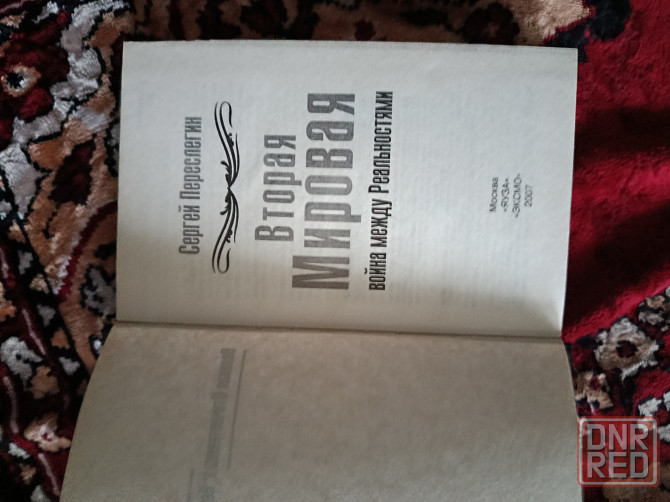 Сергей Переслегин
Вторая
Мировая
война между Реальностями
Москва
«ЯУЗА»
«ЭКСМО»
2007
DNR
RED